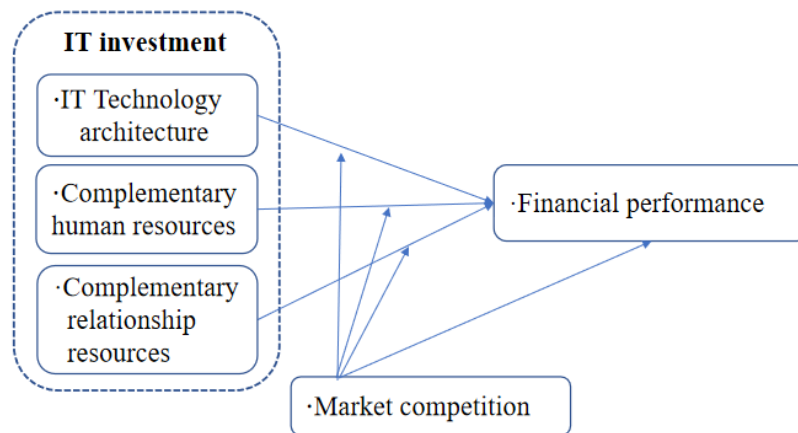 IT investment
·IT Technology
architecture
·Complementary
human resources
·Complementary
relationship
resources
·Financial performance
·Market competition